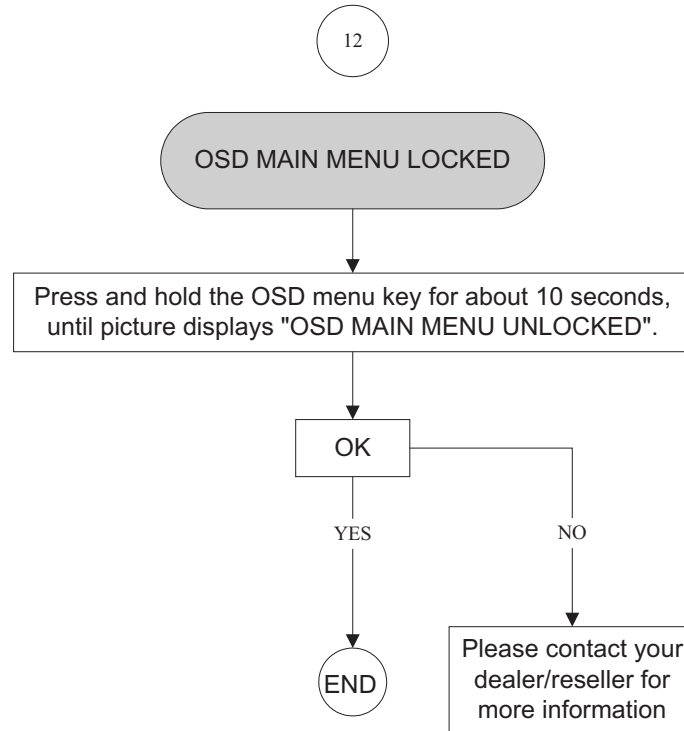 12
OSD MAIN MENU LOCKED
Press and hold the OSD menu key for about 10 seconds,
until picture displays "OSD MAIN MENU UNLOCKED".
OK
YES
NO
END
Please contact your
dealer/reseller for
more information